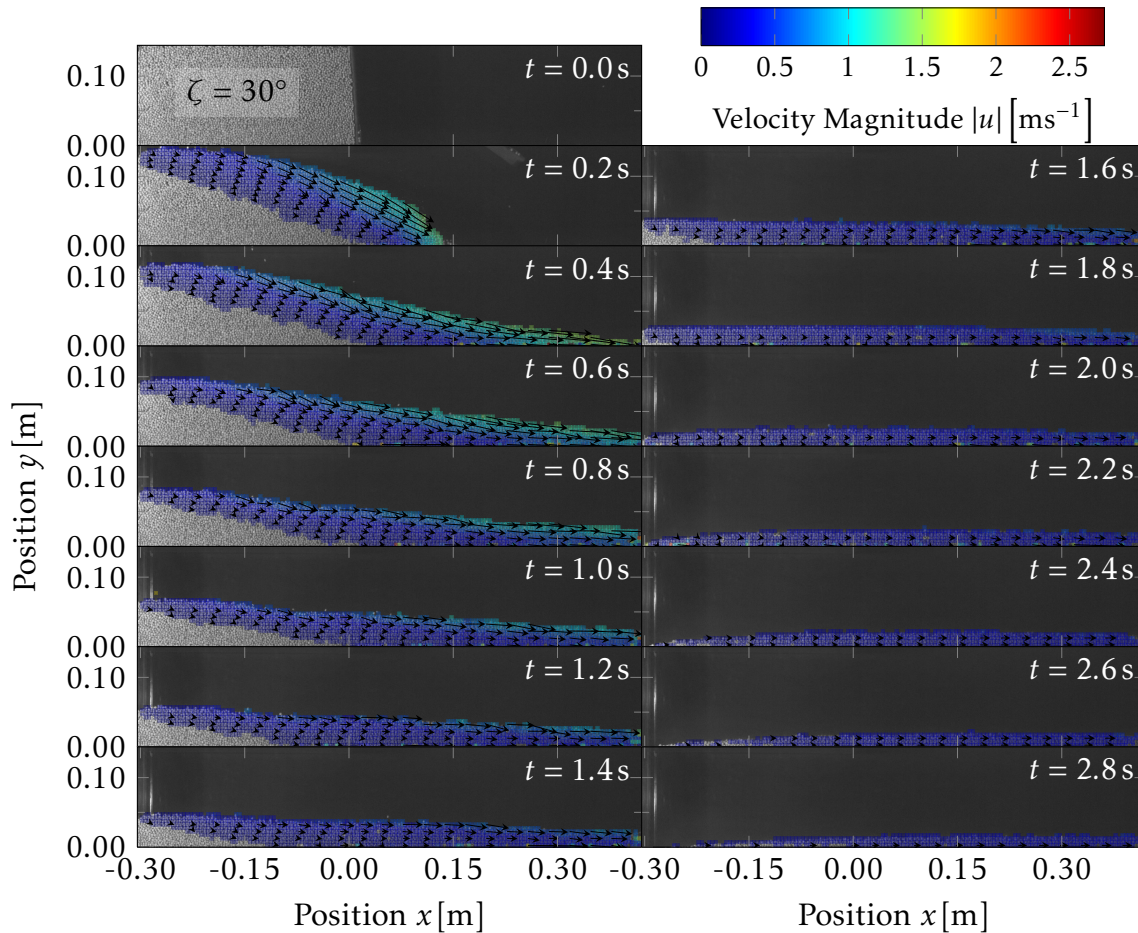 0 0.5 1 1.5 2 2.5
Velocity Magnitude |u| [ms⁻¹]
ζ = 30°
t = 0.0 s
0.10
0.00
t = 0.2 s
0.10
0.00
t = 0.4 s
0.10
0.00
t = 0.6 s
0.10
0.00
t = 0.8 s
0.10
0.00
t = 1.0 s
0.10
0.00
t = 1.2 s
0.10
0.00
t = 1.4 s
0.10
0.00
t = 1.6 s
t = 1.8 s
t = 2.0 s
t = 2.2 s
t = 2.4 s
t = 2.6 s
t = 2.8 s
Position y [m]
-0.30 -0.15 0.00 0.15 -0.30 -0.15 0.00 0.15 0.30
Position x [m] Position x [m]